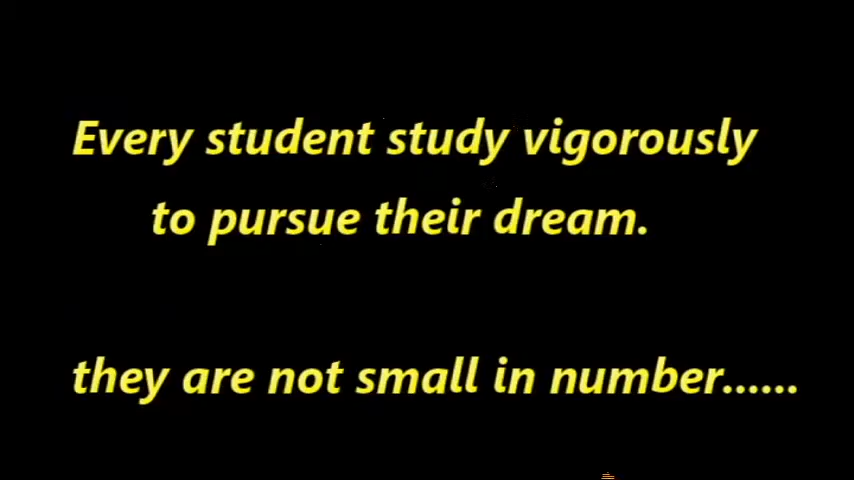 Every student study vigorously
to pursue their dream.
they are not small in number......